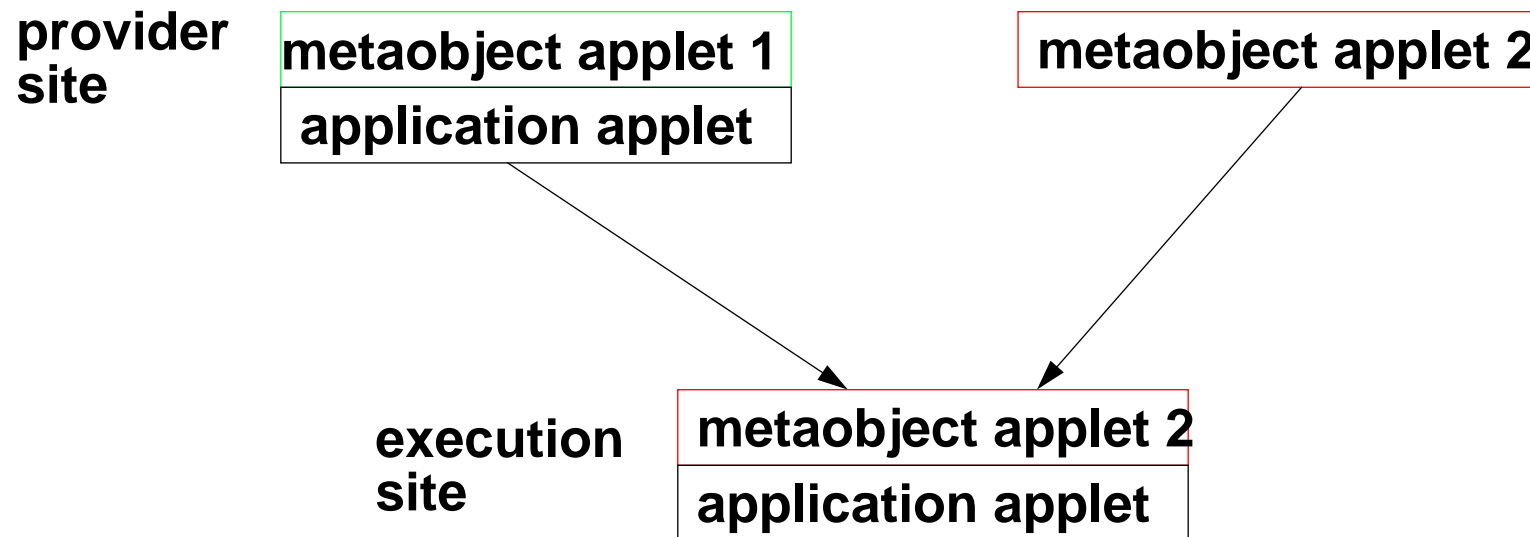 provider
site
metaobject applet 1
application applet
metaobject applet 2
execution
site
metaobject applet 2
application applet